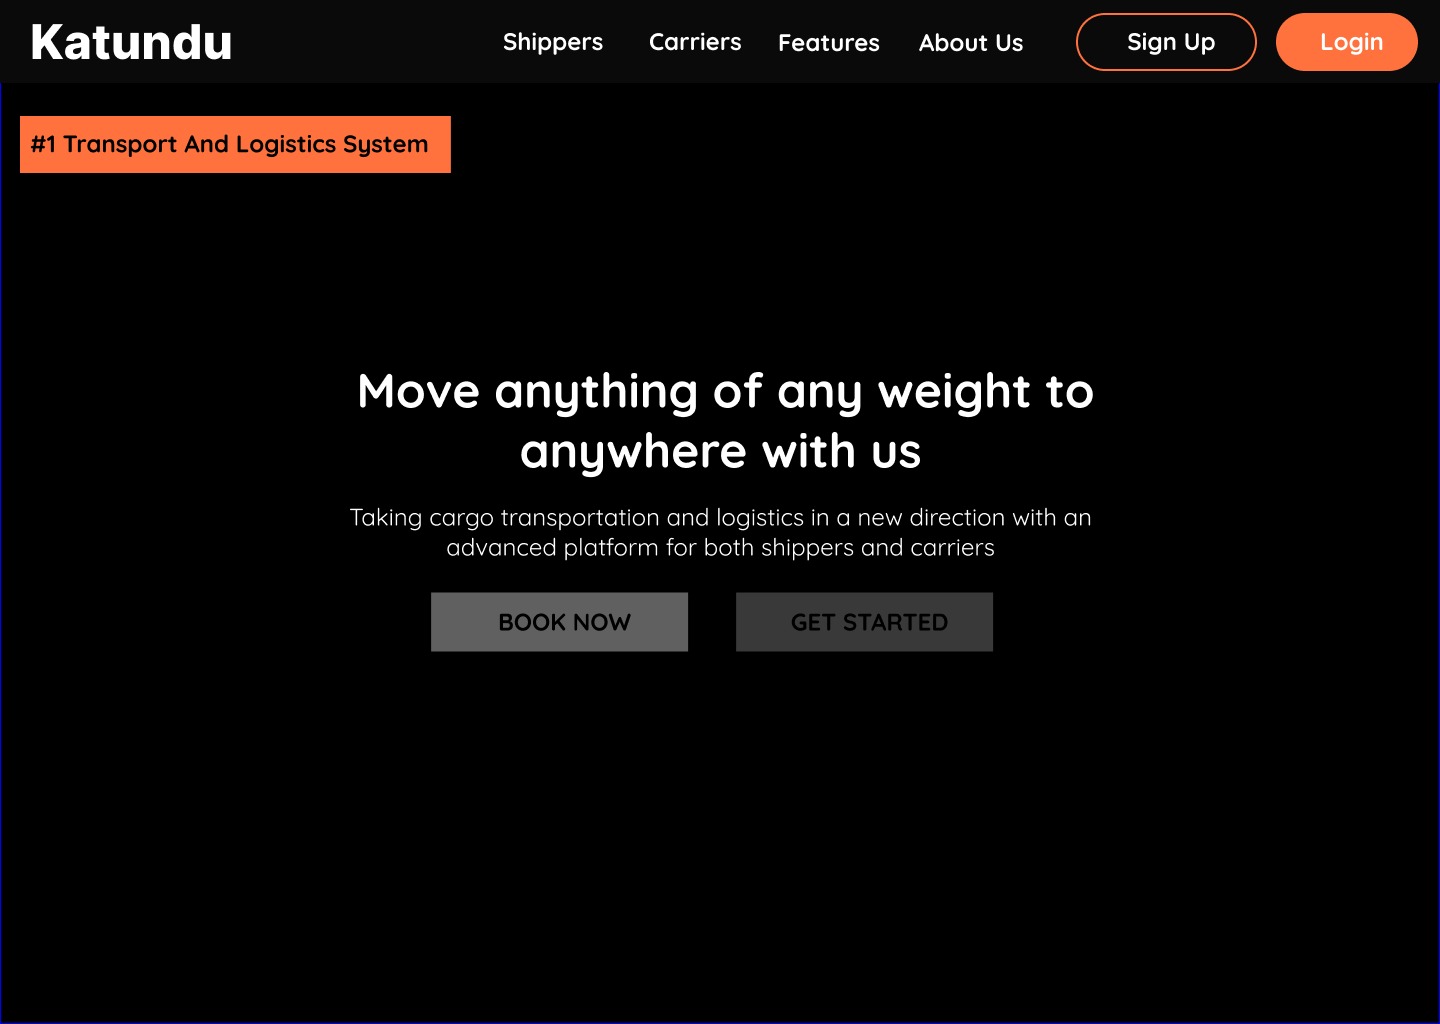 Katundu
Shippers
Carriers
Features
About Us
Sign Up
Login
#1 Transport And Logistics System
Move anything of any weight to
anywhere with us
Taking cargo transportation and logistics in a new direction with an
advanced platform for both shippers and carriers
BOOK NOW
GET STARTED